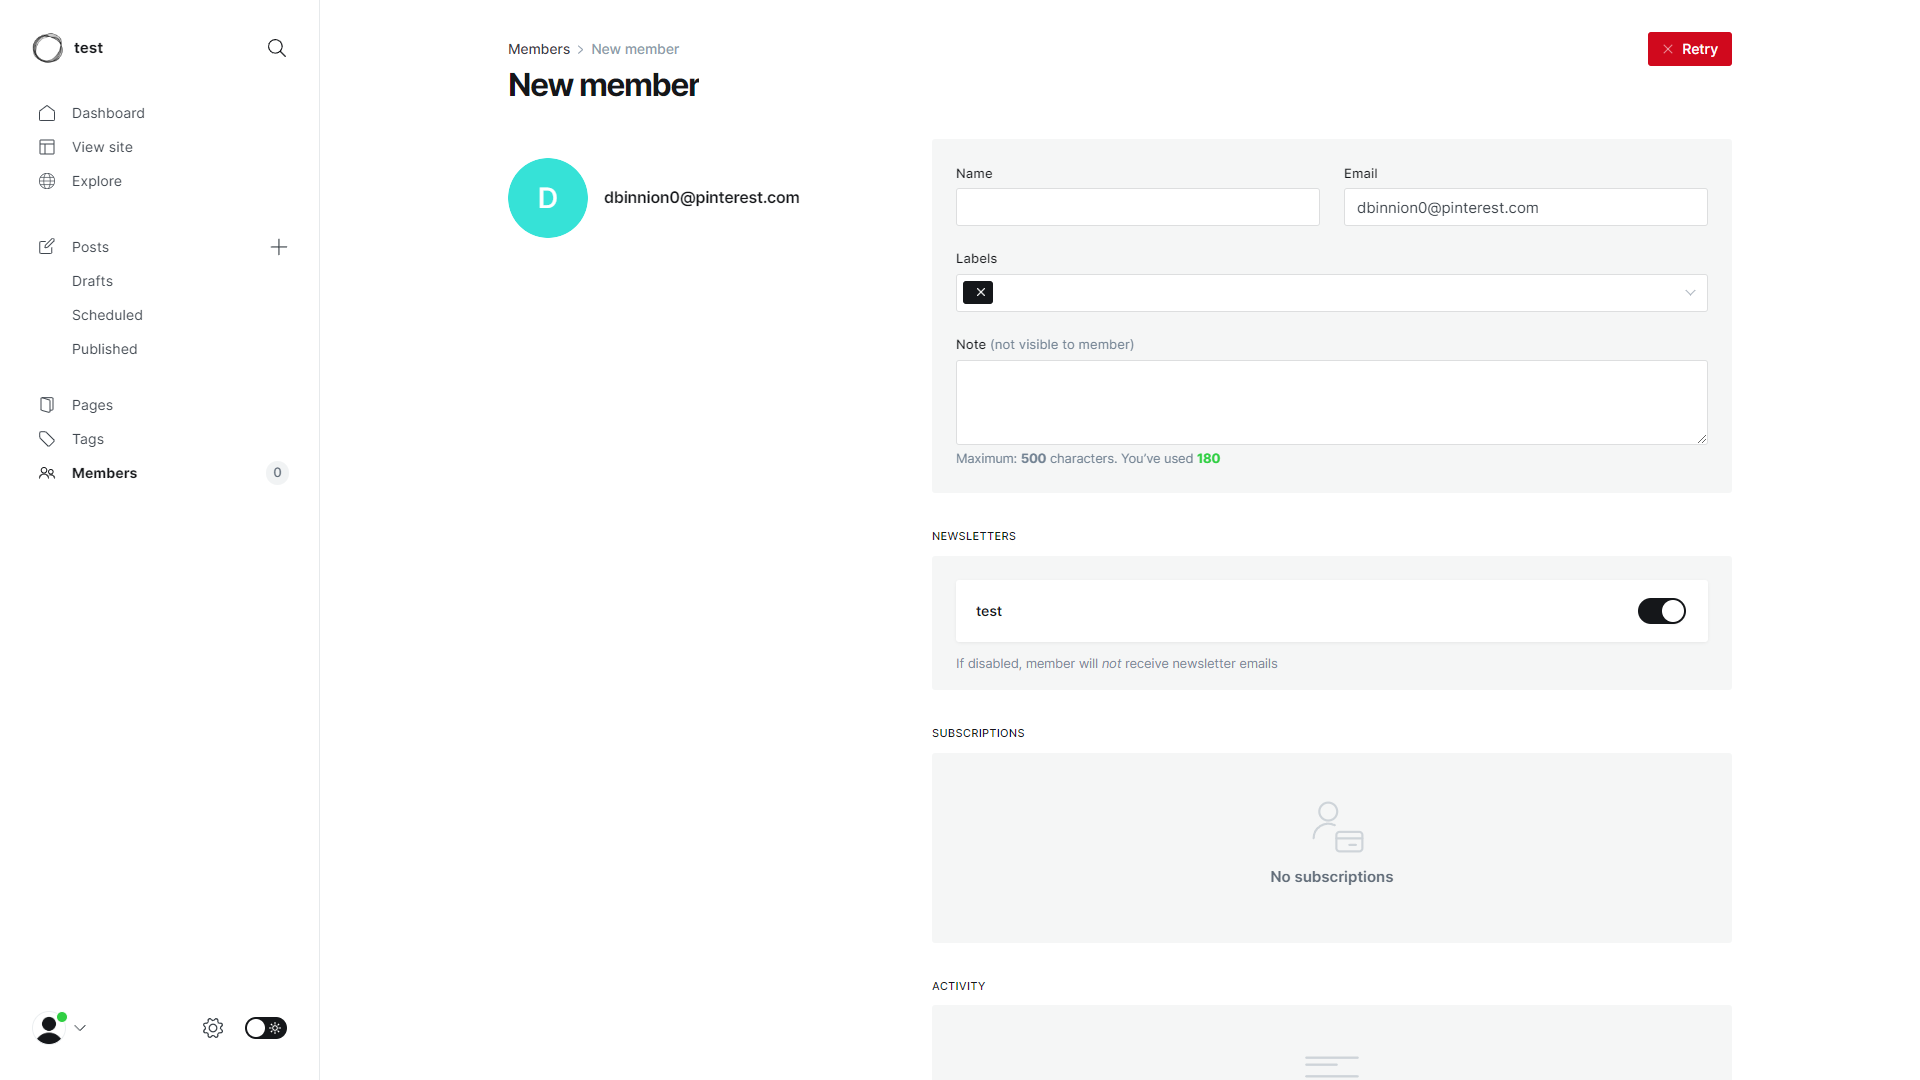 test
Dashboard
View site
Explore
Posts
Drafts
Scheduled
Published
Pages
Tags
Members 0
Members > New member
New member
Retry
D
dbinnion0@pinterest.com
Name
Email
dbinnion0@pinterest.com
Labels
Note (not visible to member)
Maximum: 500 characters. You've used 180
NEWSLETTERS
test
If disabled, member will not receive newsletter emails
SUBSCRIPTIONS
No subscriptions
ACTIVITY